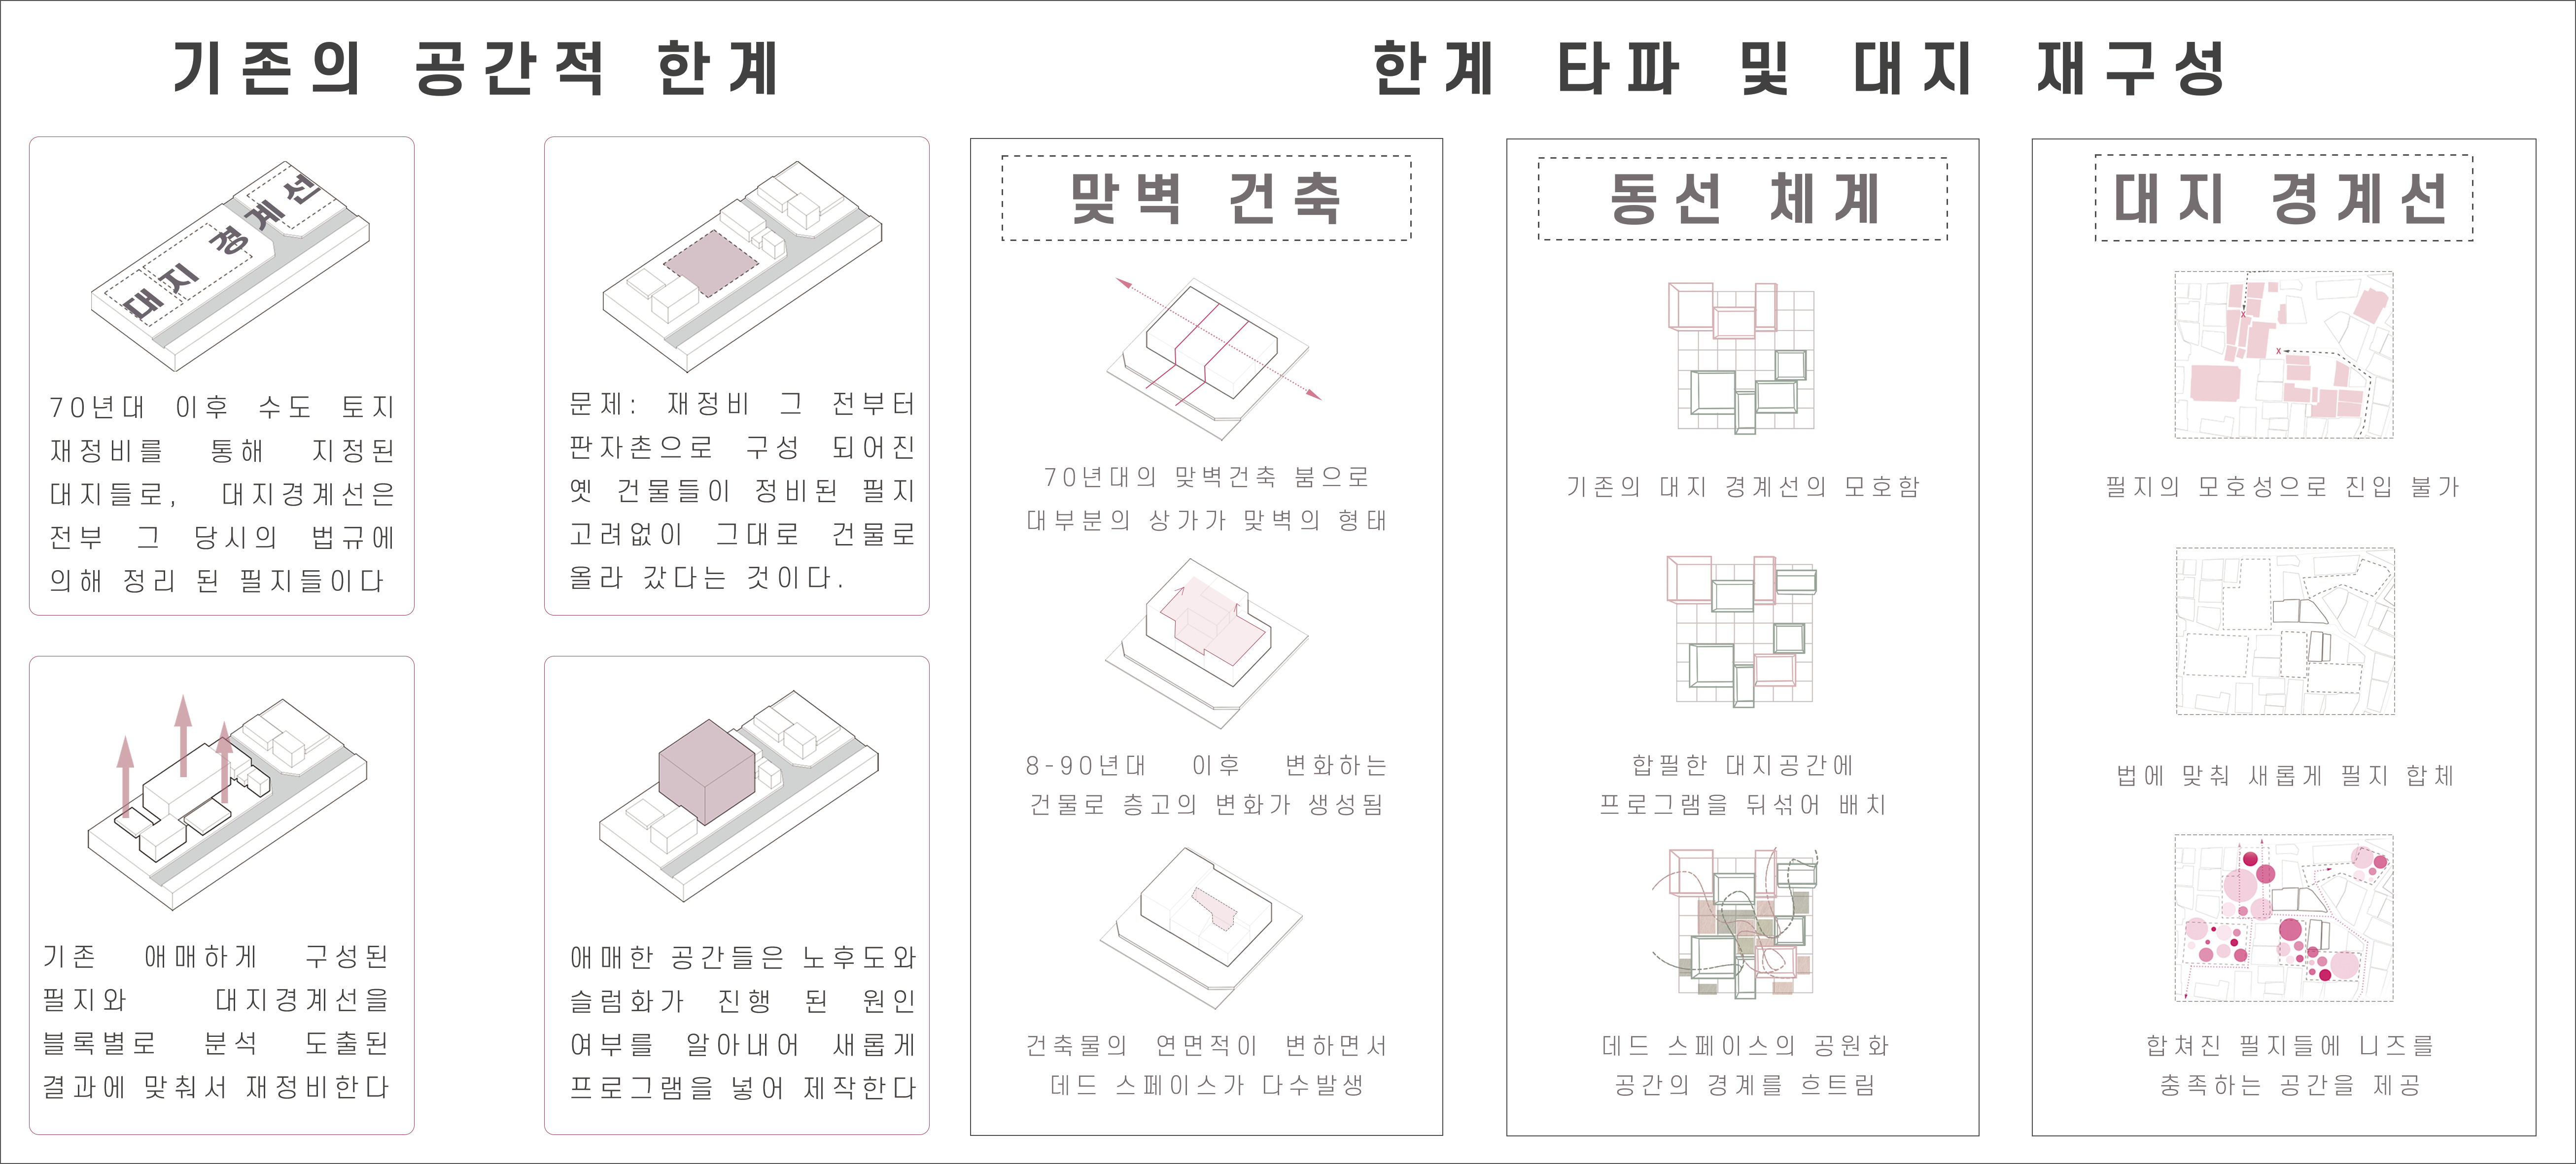 기존의 공간적 한계
한계 타파 및 대지 재구성
대지 경계선
70년대 이후 수도 토지
재정비를 통해 지정된
대지들로, 대지경계선은
전부 그 당시의 법규에
의해 정리 된 필지들이다
문제: 재정비 그 전부터
판자촌으로 구성 되어진
옛 건물들이 정비된 필지
고려없이 그대로 건물로
올라 갔다는 것이다.
기존 애매하게 구성된
필지와 대지경계선을
블록별로 분석 도출된
결과에 맞춰서 재정비한다
애매한 공간들은 노후도와
슬럼화가 진행 된 원인
여부를 알아내어 새롭게
프로그램을 넣어 제작한다
맞벽 건축
70년대의 맞벽건축 붐으로
대부분의 상가가 맞벽의 형태
8-90년대 이후 변화하는
건물로 층고의 변화가 생성됨
건축물의 연면적이 변하면서
데드 스페이스가 다수발생
동선 체계
기존의 대지 경계선의 모호함
합필한 대지공간에
프로그램을 뒤섞어 배치
데드 스페이스의 공원화
공간의 경계를 흐트림
대지 경계선
X
X
필지의 모호성으로 진입 불가
법에 맞춰 새롭게 필지 합체
합쳐진 필지들에 니즈를
충족하는 공간을 제공